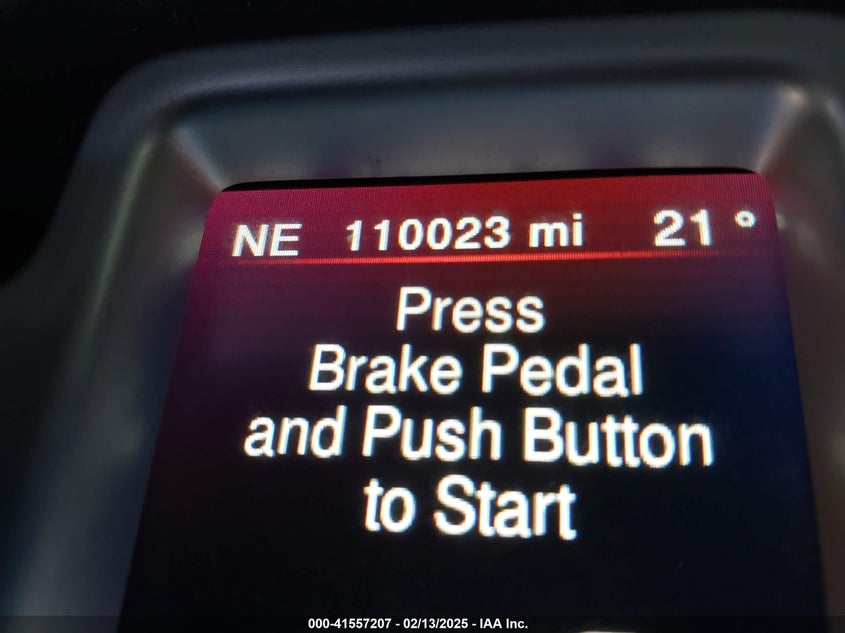 NE 110023 mi 21°
Press
Brake Pedal
and Push Button
to Start
000-41557207 - 02/13/2025 - IAA Inc.